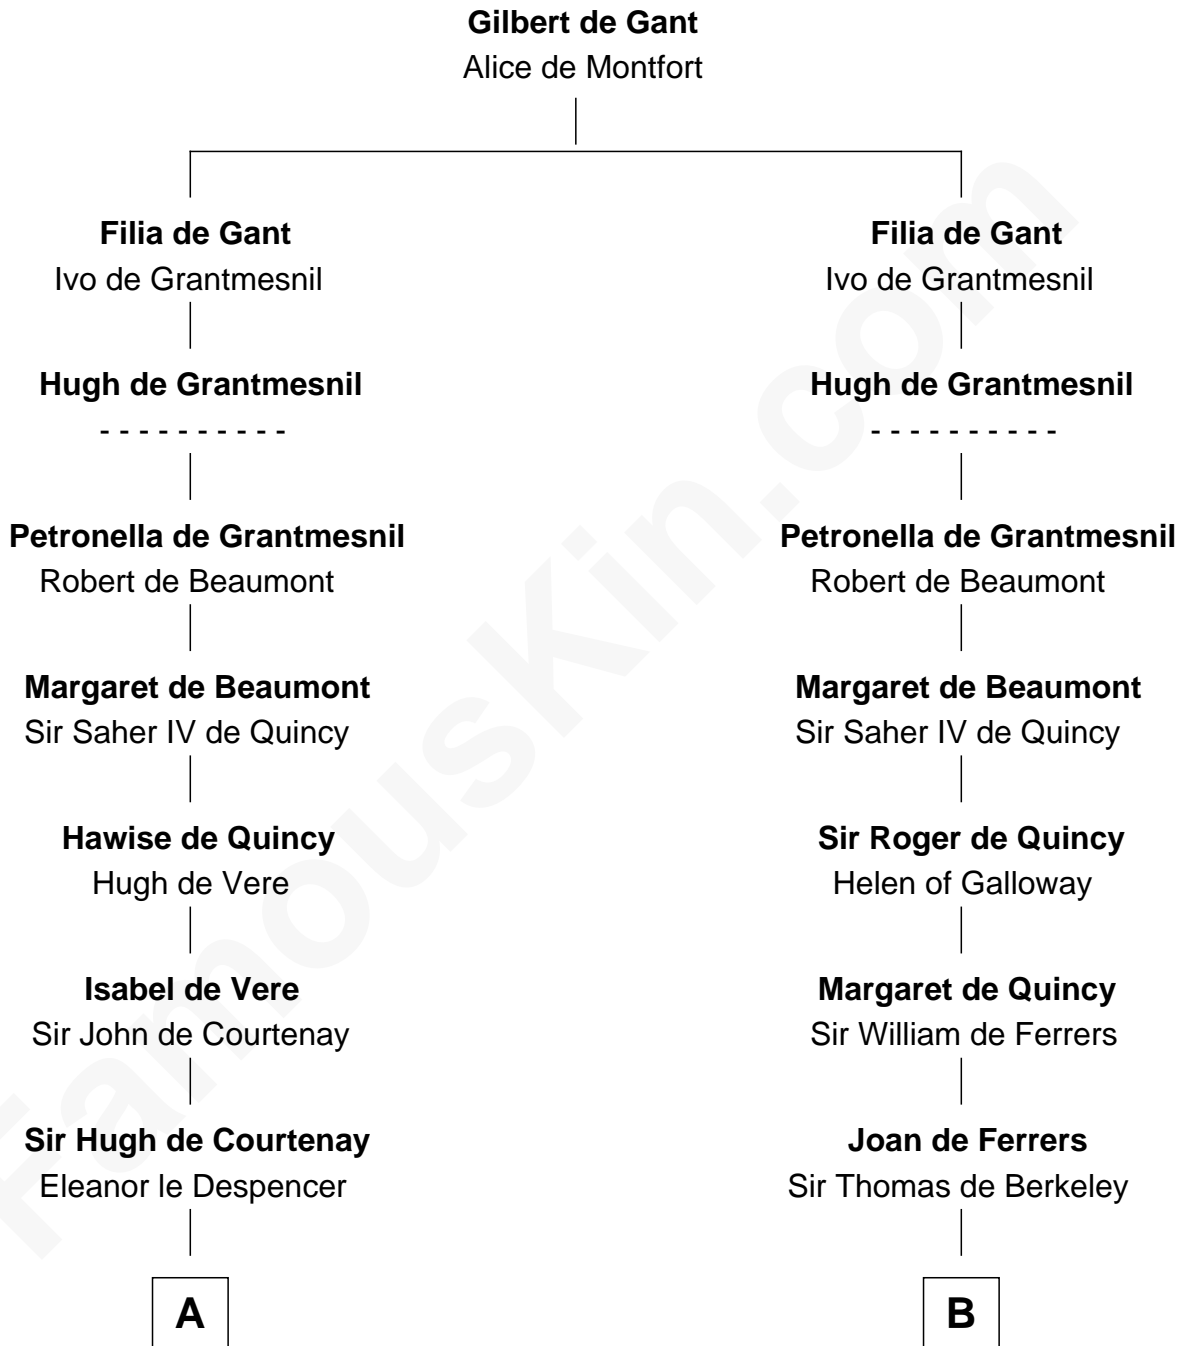 Gilbert de Gant
Alice de Montfort
Filia de Gant
Ivo de Grantmesnil
Hugh de Grantmesnil
- - - - - - - - - -
Petronella de Grantmesnil
Robert de Beaumont
Margaret de Beaumont
Sir Saher IV de Quincy
Hawise de Quincy
Hugh de Vere
Isabel de Vere
Sir John de Courtenay
Sir Hugh de Courtenay
Eleanor le Despencer
A
Filia de Gant
Ivo de Grantmesnil
Hugh de Grantmesnil
- - - - - - - - - -
Petronella de Grantmesnil
Robert de Beaumont
Margaret de Beaumont
Sir Saher IV de Quincy
Sir Roger de Quincy
Helen of Galloway
Margaret de Quincy
Sir William de Ferrers
Joan de Ferrers
Sir Thomas de Berkeley
B
FamousKin.com